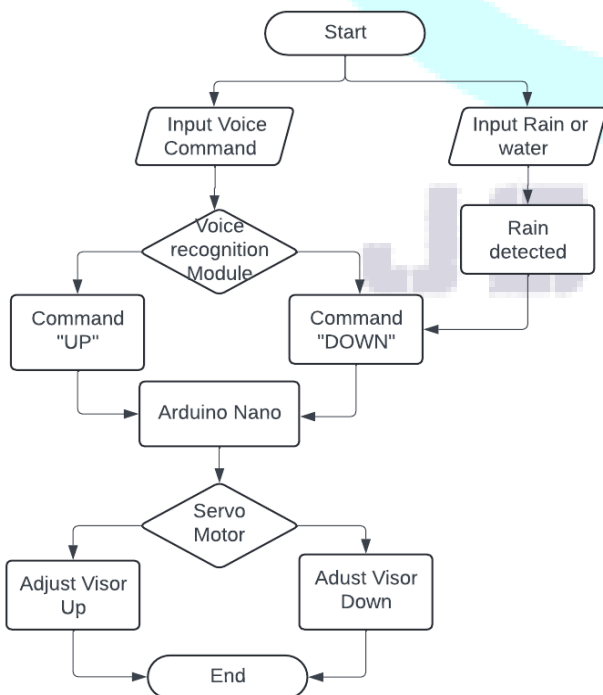 Start
Input Voice
Command
Input Rain or
water
Voice
recognition
Module
Rain
detected
Command
"UP"
Command
"DOWN"
Arduino Nano
Servo
Motor
Adjust Visor
Up
Adust Visor
Down
End